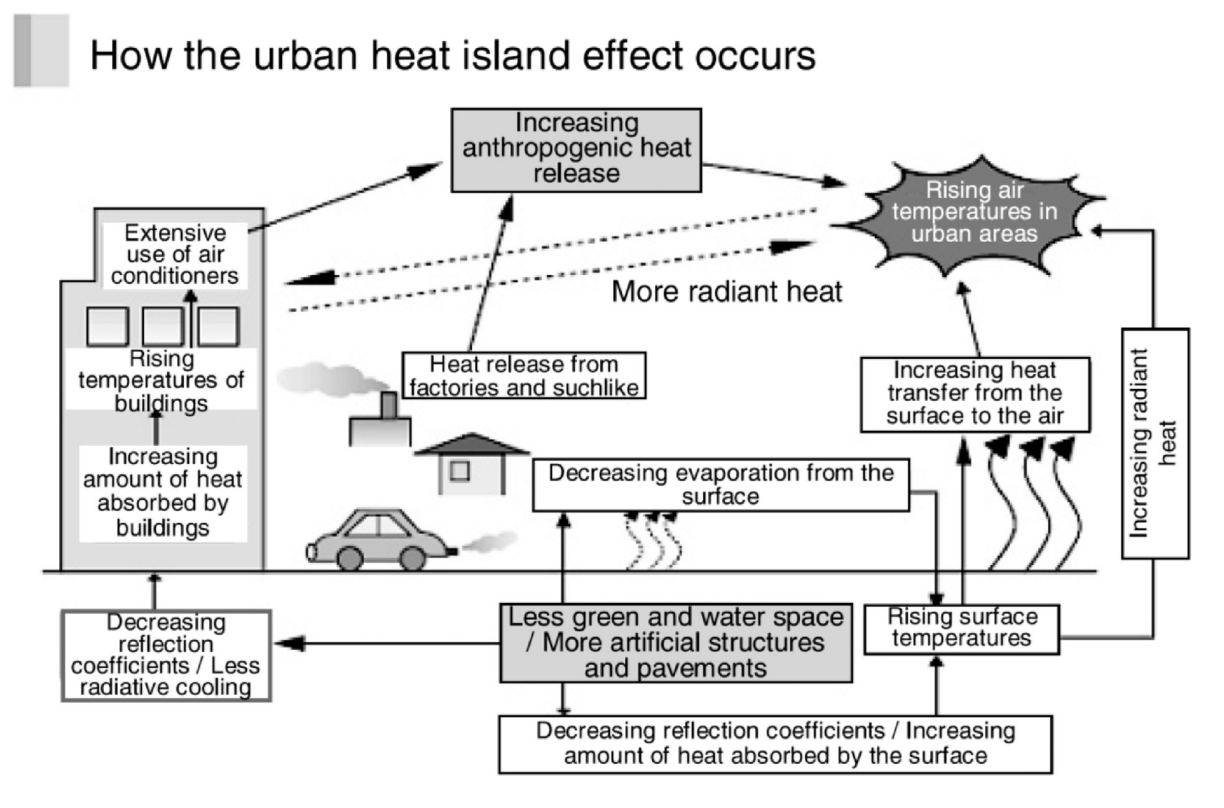 How the urban heat island effect occurs
Increasing
anthropogenic heat
release
Rising air
temperatures in
urban areas
Extensive
use of air
conditioners
More radiant heat
Rising
temperatures of
buildings
Heat release from
factories and suchlike
Increasing heat
transfer from the
surface to the air
Increasing radiant
heat
Increasing
amount of heat
absorbed by
buildings
Decreasing evaporation from the
surface
Decreasing
reflection
coefficients / Less
radiative cooling
Less green and water space
/ More artificial structures
and pavements
Rising surface
temperatures
Decreasing reflection coefficients / Increasing
amount of heat absorbed by the surface